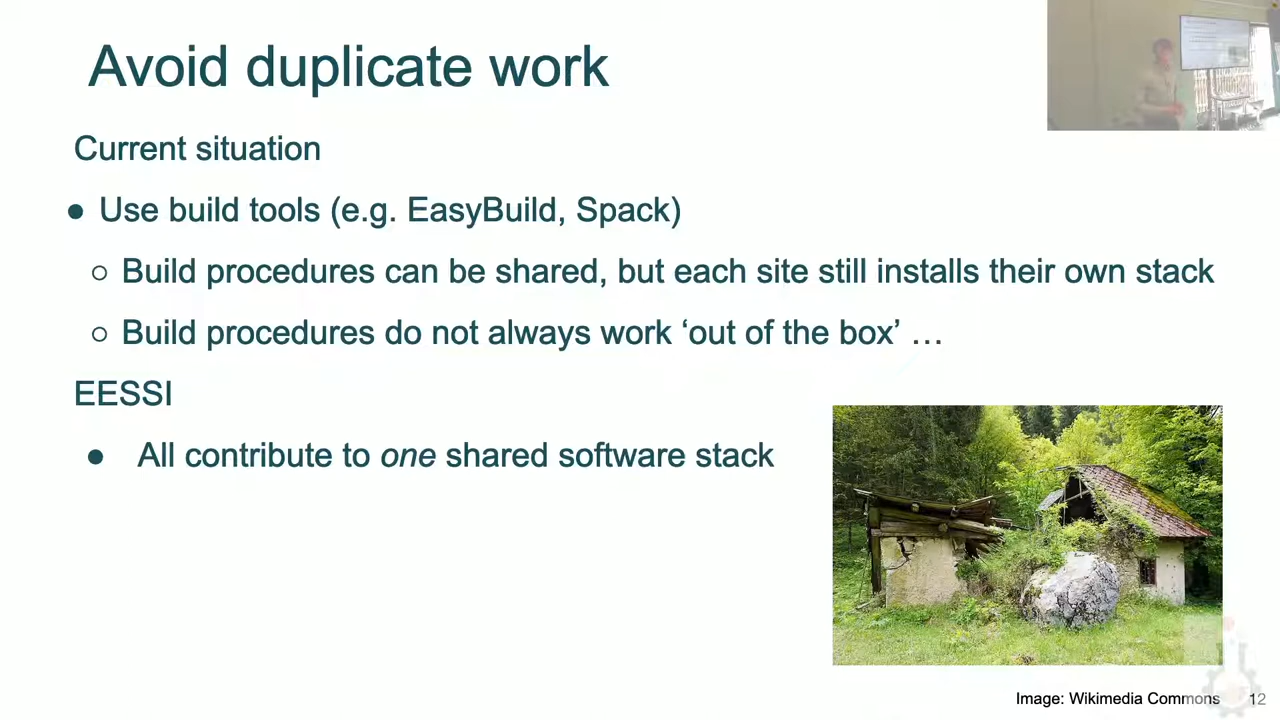 Avoid duplicate work
Current situation
● Use build tools (e.g. EasyBuild, Spack)
○ Build procedures can be shared, but each site still installs their own stack
○ Build procedures do not always work ‘out of the box’ …
EESSI
● All contribute to one shared software stack
Image: Wikimedia Commons
12